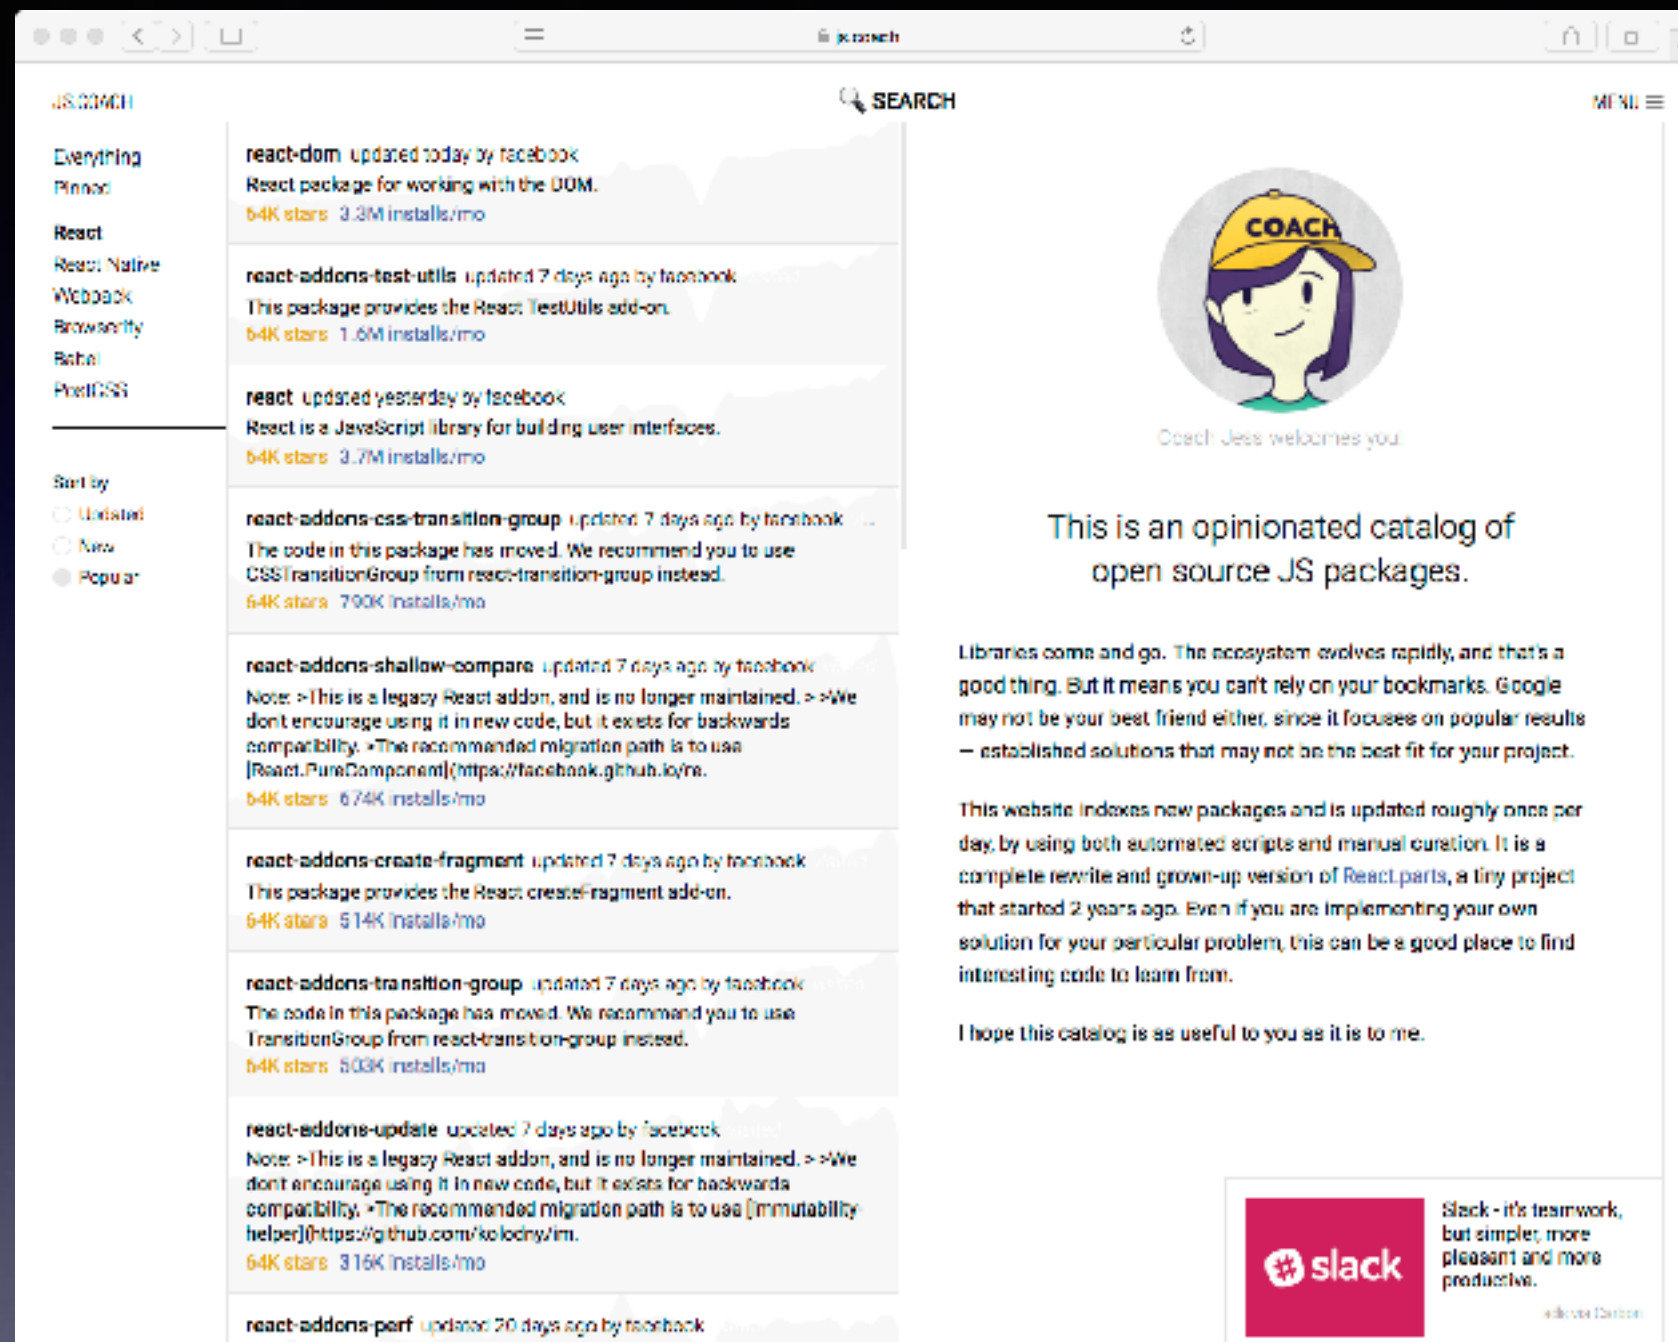 js.coach
JS.COACH
SEARCH
MENU
Everything
Pinned
React
React Native
Webpack
Browserify
Babel
PostCSS
Sort by
Updated
New
Popular
react-dom updated today by facebook
React package for working with the DOM.
64K stars 3.3M installs/mo
react-addons-test-utils updated 7 days ago by facebook
This package provides the React TestUtils add-on.
64K stars 1.6M installs/mo
react updated yesterday by facebook
React is a JavaScript library for building user interfaces.
64K stars 3.7M installs/mo
react-addons-css-transition-group updated 7 days ago by facebook ...
The code in this package has moved. We recommend you to use
CSSTransitionGroup from react-transition-group instead.
64K stars 790K installs/mo
react-addons-shallow-compare updated 7 days ago by facebook
Note: >This is a legacy React addon, and is no longer maintained. > >We
don't encourage using it in new code, but it exists for backwards
compatibility. >The recommended migration path is to use
[React.PureComponent](https://facebook.github.io/re.
64K stars 674K installs/mo
react-addons-create-fragment updated 7 days ago by facebook
This package provides the React createFragment add-on.
64K stars 514K installs/mo
react-addons-transition-group updated 7 days ago by facebook
The code in this package has moved. We recommend you to use
TransitionGroup from react-transition-group instead.
64K stars 503K installs/mo
react-addons-update updated 7 days ago by facebook
Note: >This is a legacy React addon, and is no longer maintained. > >We
don't encourage using it in new code, but it exists for backwards
compatibility. >The recommended migration path is to use [immutability-
helper](https://github.com/kolodny/im.
64K stars 316K installs/mo
react-addons-perf updated 20 days ago by facebook
COACH
Coach Jess welcomes you!
This is an opinionated catalog of
open source JS packages.
Libraries come and go. The ecosystem evolves rapidly, and that's a
good thing. But it means you can't rely on your bookmarks. Google
may not be your best friend either, since it focuses on popular results
— established solutions that may not be the best fit for your project.
This website indexes new packages and is updated roughly once per
day, by using both automated scripts and manual curation. It is a
complete rewrite and grown-up version of React.parts, a tiny project
that started 2 years ago. Even if you are implementing your own
solution for your particular problem, this can be a good place to find
interesting code to learn from.
I hope this catalog is as useful to you as it is to me.
slack
Slack - it's teamwork,
but simpler, more
pleasant and more
productive.
ads via Carbon